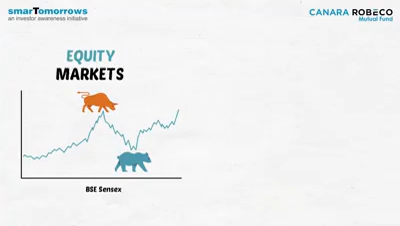 smarTomorrows
an investor awareness initiative
CANARA ROBECO
Mutual Fund
EQUITY
MARKETS
BSE Sensex